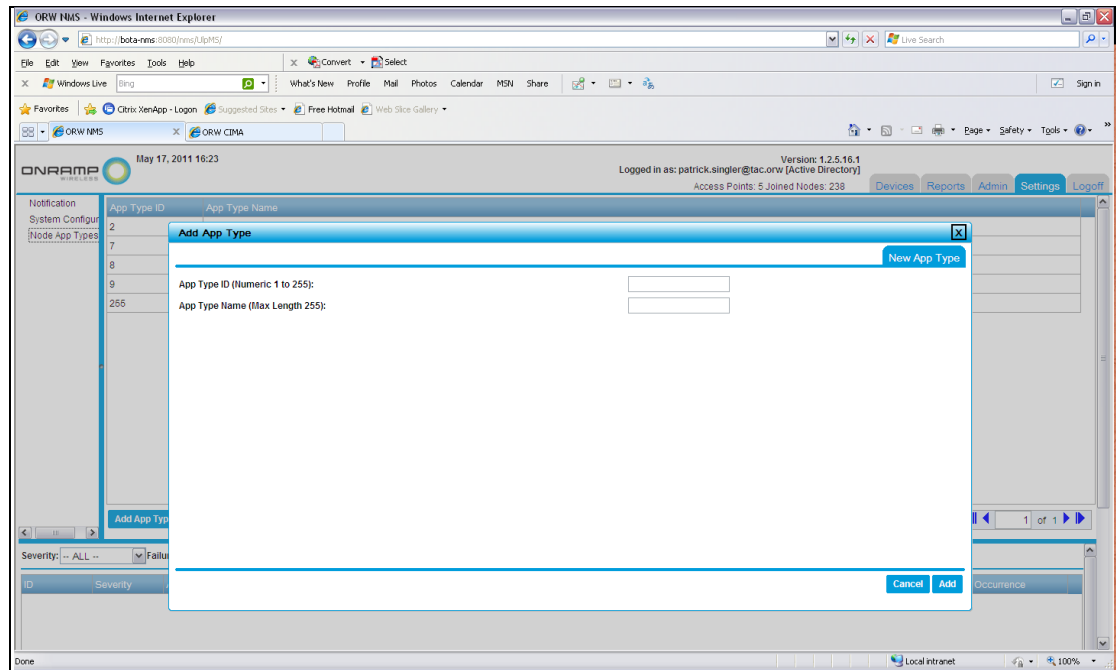 ORW NMS - Windows Internet Explorer
http://bota-nms:8080/nms/UlpMS/
Live Search
File Edit View Favorites Tools Help
x Convert Select
x Windows Live Bing What's New Profile Mail Photos Calendar MSN Share Sign in
Favorites Citrix XenApp - Logon Suggested Sites Free Hotmail Web Slice Gallery
ORW NMS x ORW CIMA Page Safety Tools »
ONRAMP
WIRELESS
May 17, 2011 16:23
Version: 1.2.5.16.1
Logged in as: patrick.singler@tac.orw [Active Directory]
Access Points: 5 Joined Nodes: 238
Devices Reports Admin Settings Logoff
Notification
System Configur
Node App Types
App Type ID App Type Name
2
7
8
9
255
Add App Type X
New App Type
App Type ID (Numeric 1 to 255):
App Type Name (Max Length 255):
Add App Typ
1 of 1
Severity: -- ALL -- Failu
Cancel Add
ID Severity Occurrence
Done Local intranet 100%